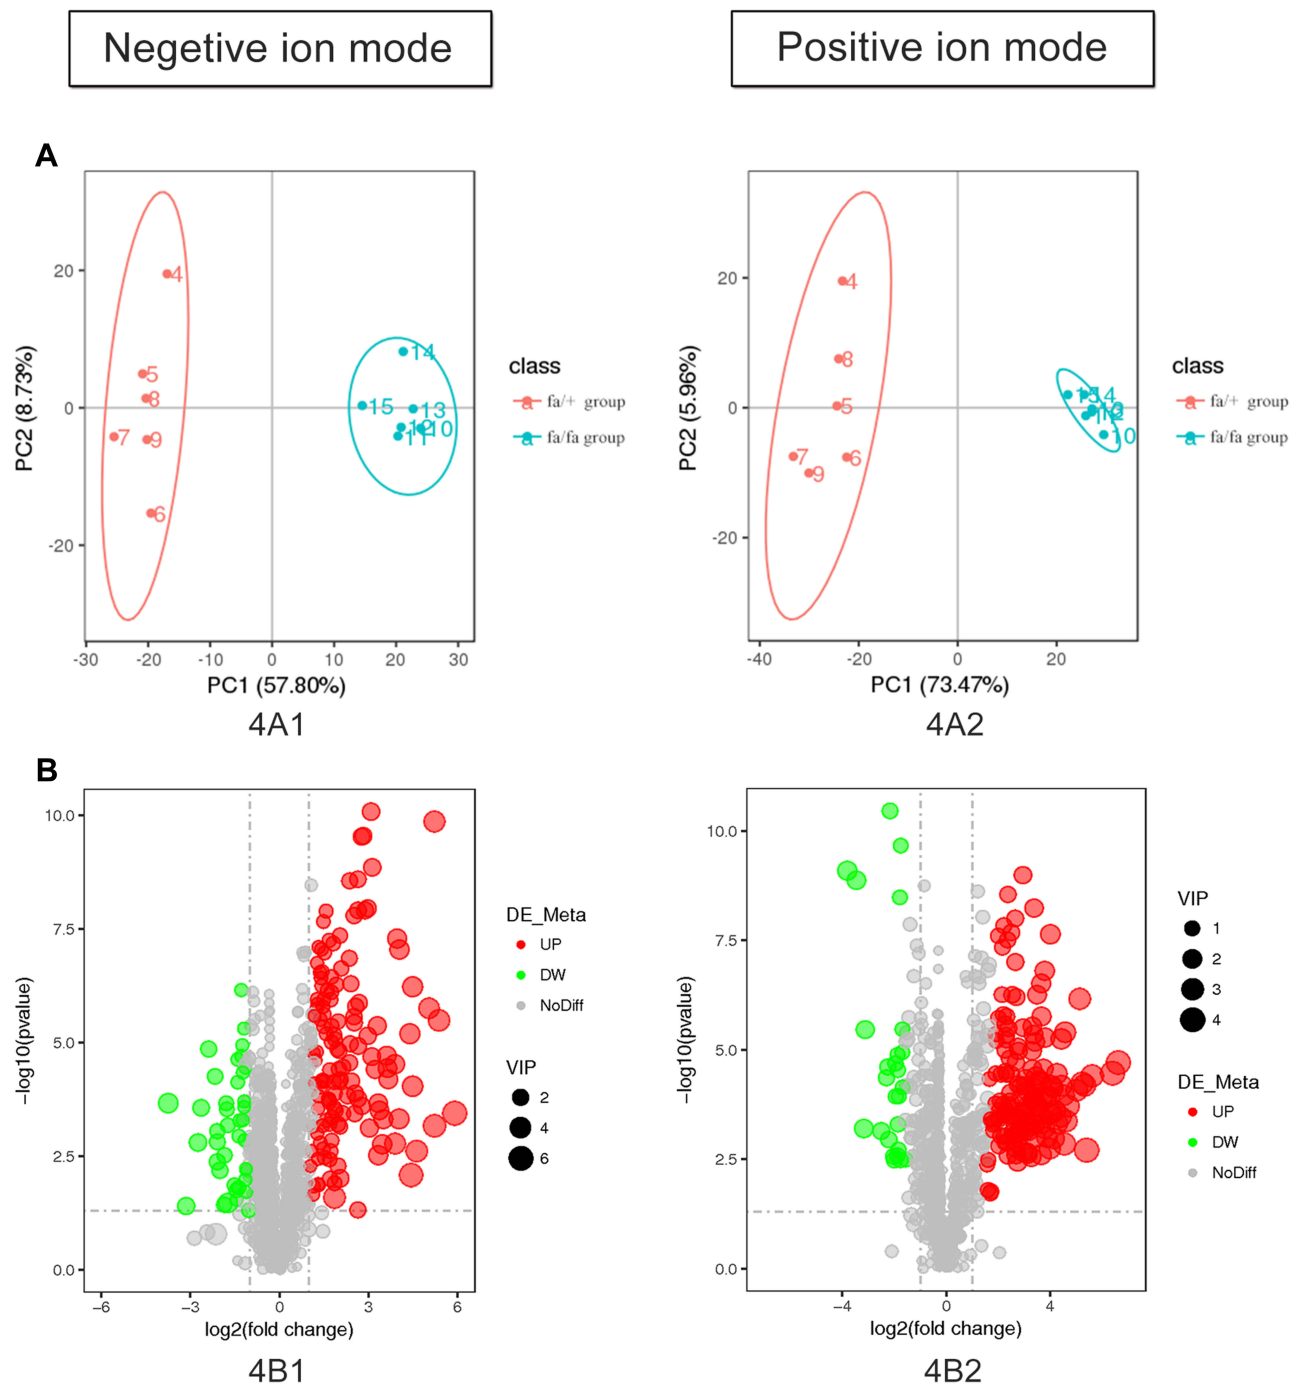 Negetive ion mode
Positive ion mode
A
PC2 (8.73%)
20
0
-20
4
5
8
7
9
6
14
15
13
12
10
11
-30 -20 -10 0 10 20 30
PC1 (57.80%)
4A1
class
a fa/+ group
a fa/fa group
PC2 (5.96%)
20
0
-20
4
8
5
7
6
9
15
14
10
-40 -20 0 20
PC1 (73.47%)
4A2
class
a fa/+ group
a fa/fa group
B
−log10(pvalue)
10.0
7.5
5.0
2.5
0.0
−6 −3 0 3 6
log2(fold change)
4B1
DE_Meta
UP
DW
NoDiff
VIP
2
4
6
−log10(pvalue)
10.0
7.5
5.0
2.5
0.0
−4 0 4
log2(fold change)
4B2
VIP
1
2
3
4
DE_Meta
UP
DW
NoDiff